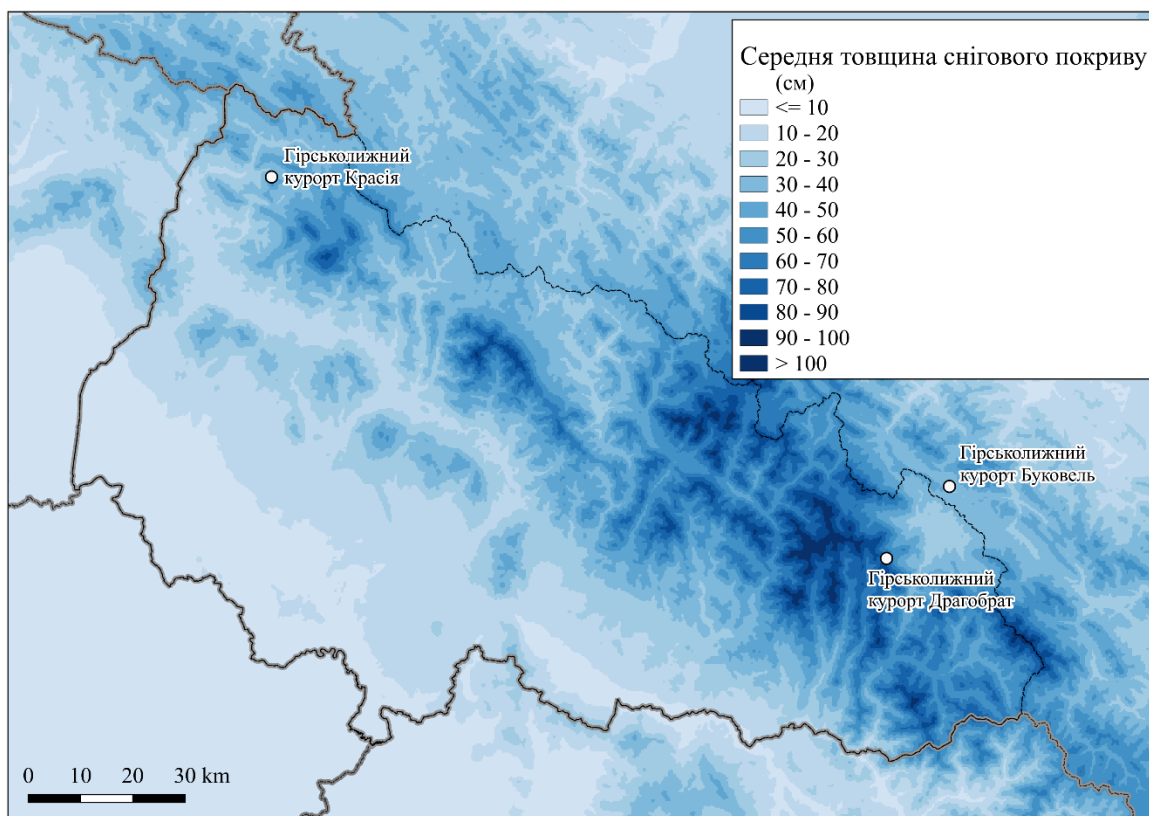 Середня товщина снігового покриву
(см)
<= 10
10 - 20
20 - 30
30 - 40
40 - 50
50 - 60
60 - 70
70 - 80
80 - 90
90 - 100
> 100
Гірськолижний
курорт Красія
Гірськолижний
курорт Буковель
Гірськолижний
курорт Драгобрат
0 10 20 30 km